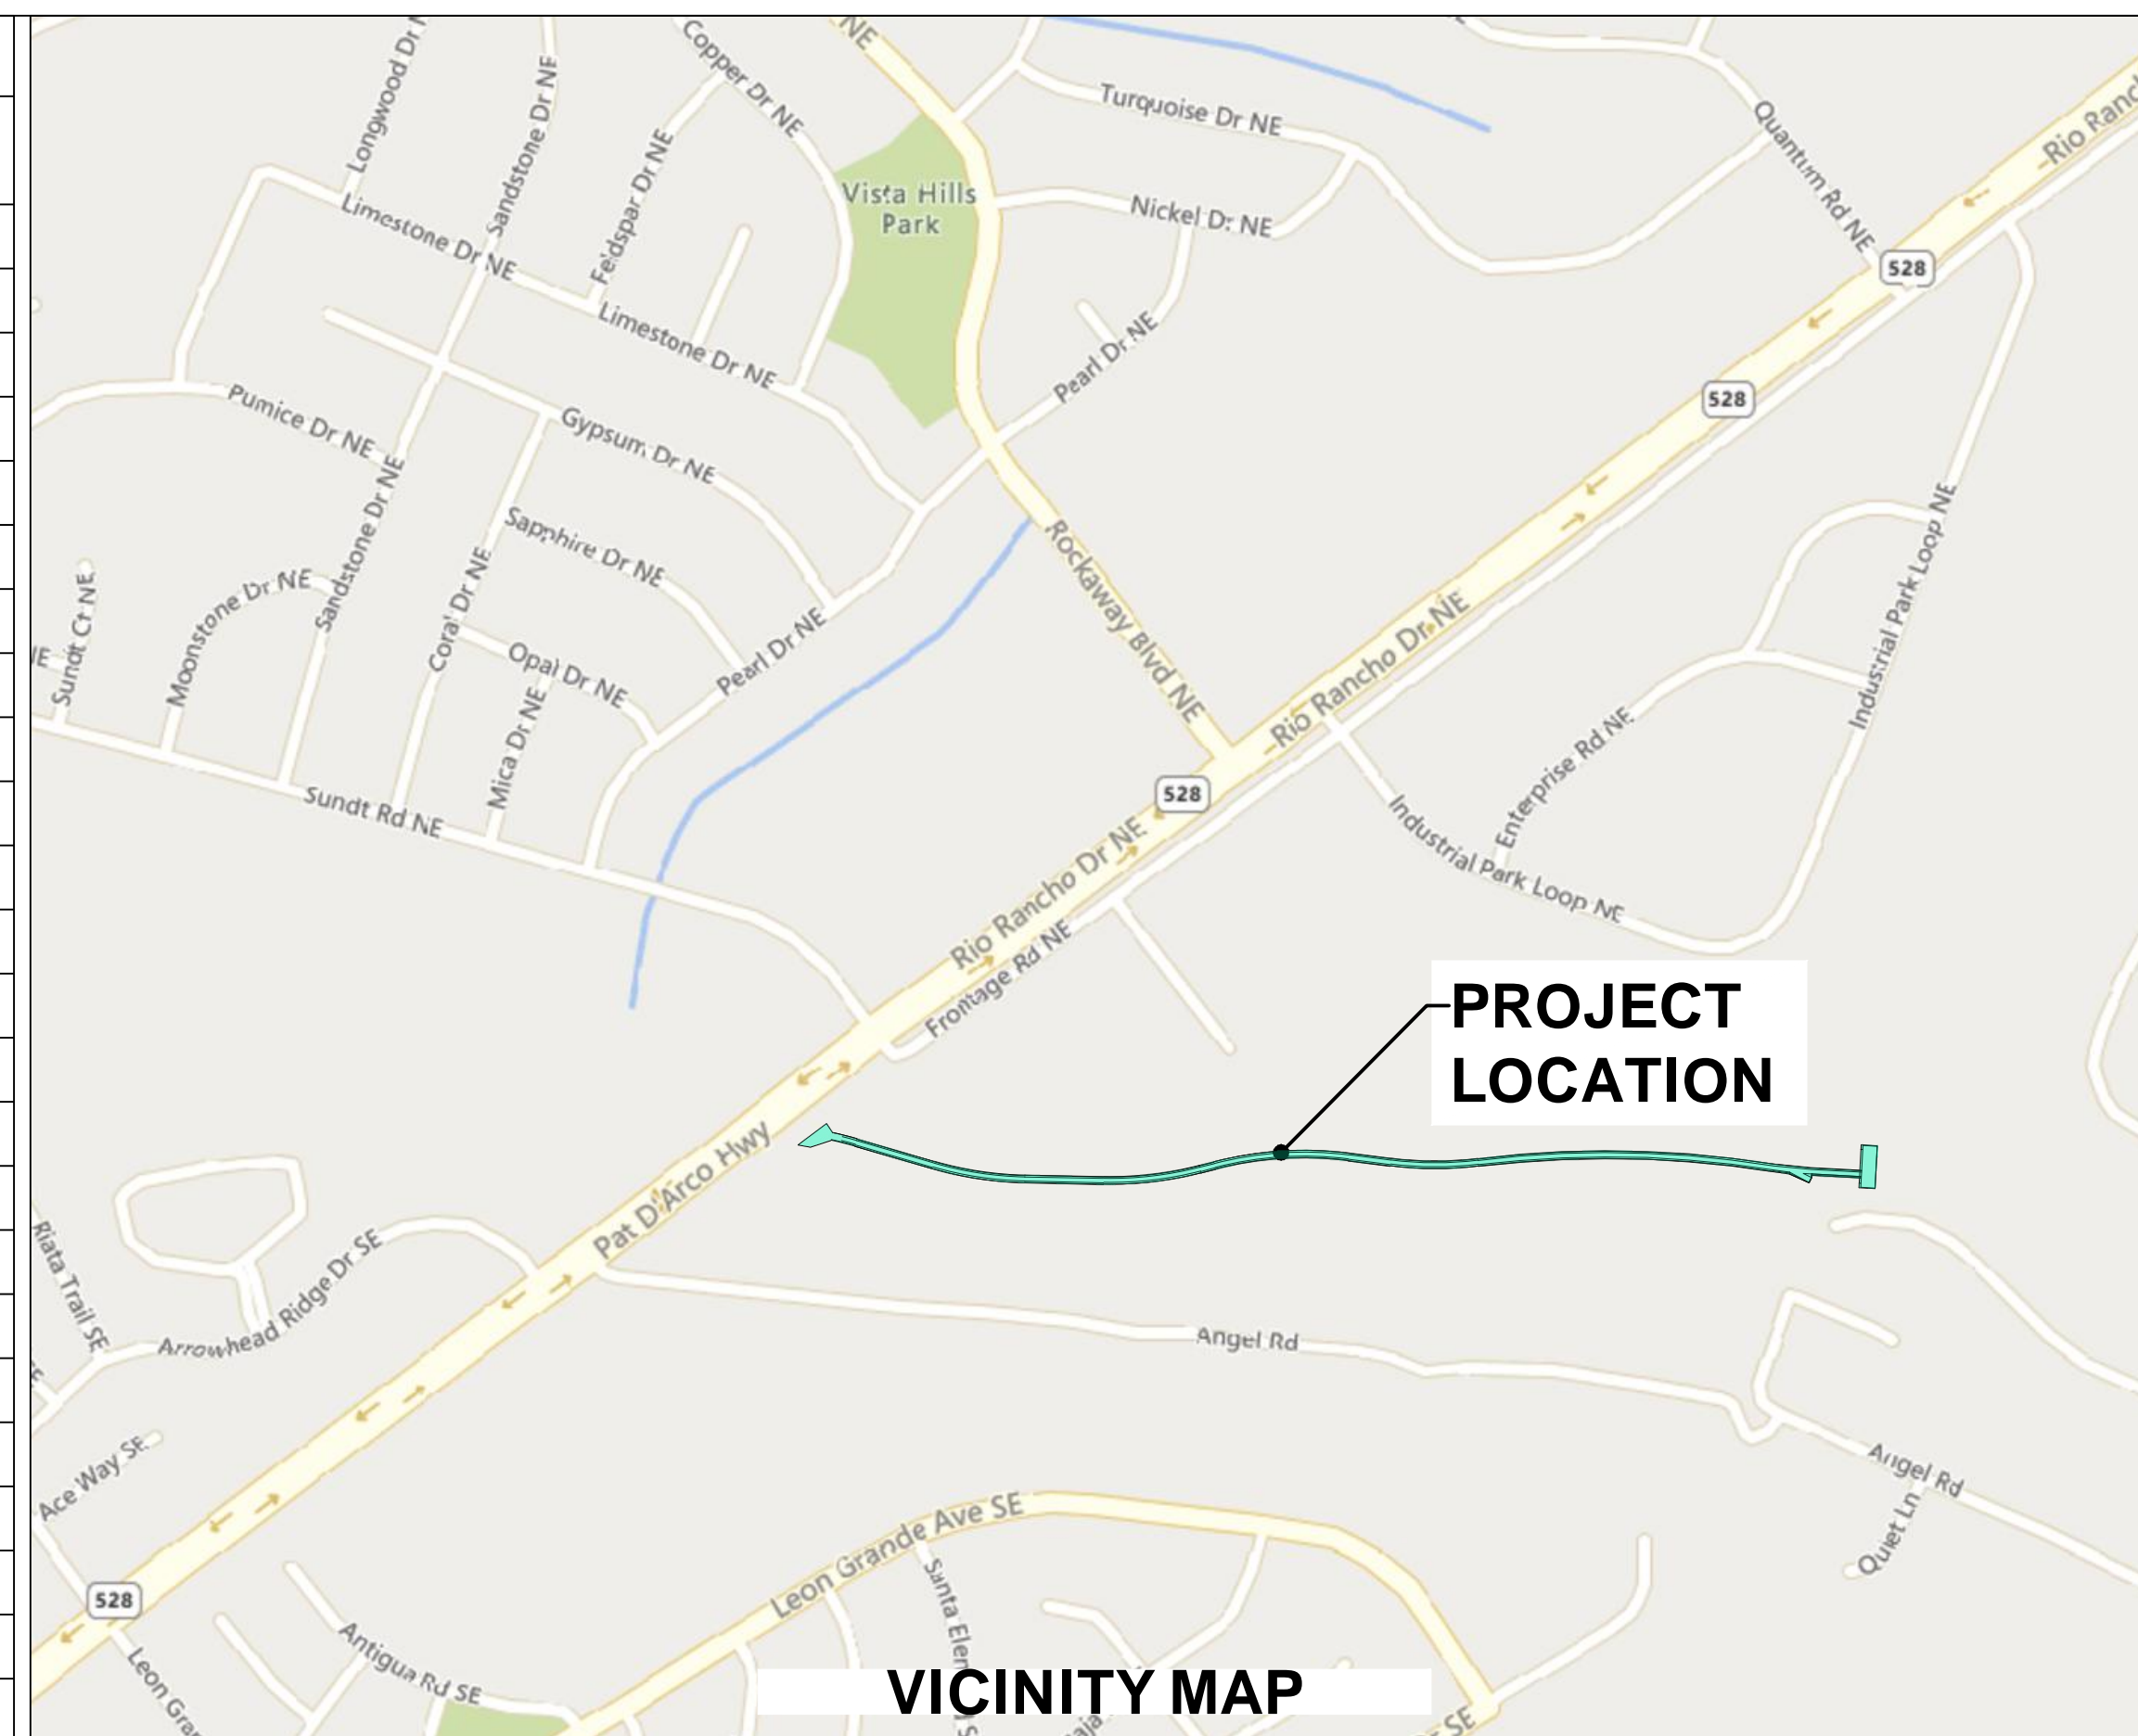 NE
Copper Dr NE
Longwood Dr
Sandstone Dr NE
Turquoise Dr NE
Quantum Rd NE
Rio Ranc
Feldspar Dr NE
Vista Hills
Park
Limestone Dr NE
Nickel Dr NE
528
Limestone Dr NE
Pearl Dr NE
528
Pumice Dr NE
Gypsum Dr NE
Sandstone Dr NE
Sapphire Dr NE
Rockaway Blvd NE
Industrial Park Loop NE
Moonstone Dr NE
Sundt Ct NE
Coral Dr NE
Opal Dr NE
Pearl Dr NE
Rio Rancho Dr NE
NE
Mica Dr NE
Enterprise Rd NE
528
Sundt Rd NE
Industrial Park Loop NE
Rio Rancho Dr NE
Frontage Rd NE
PROJECT
LOCATION
Pat D'Arco Hwy
Riata Trail SE
Arrowhead Ridge Dr SE
Angel Rd
Ace Way SE
Angel Rd
Quiet Ln
Leon Grande Ave SE
528
Antigua Rd SE
Leon Gran
VICINITY MAP
SE